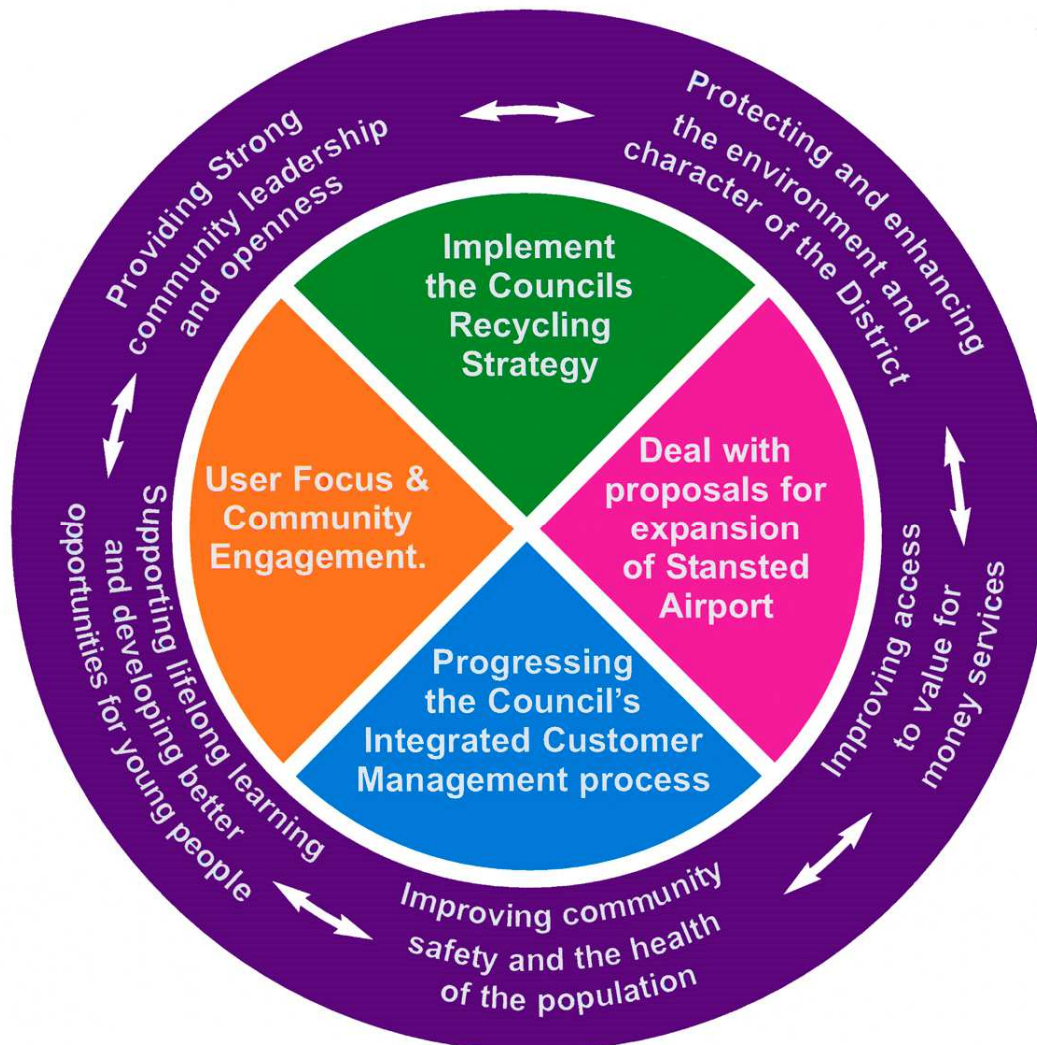 Providing Strong
community leadership
and openness
Protecting and enhancing
the environment and
character of the District
Implement
the Councils
Recycling
Strategy
User Focus &
Community
Engagement.
Deal with
proposals for
expansion
of Stansted
Airport
Progressing
the Council’s
Integrated Customer
Management process
Improving access
to value for
money services
Improving community
safety and the health
of the population
Supporting lifelong learning
and developing better
opportunities for young people